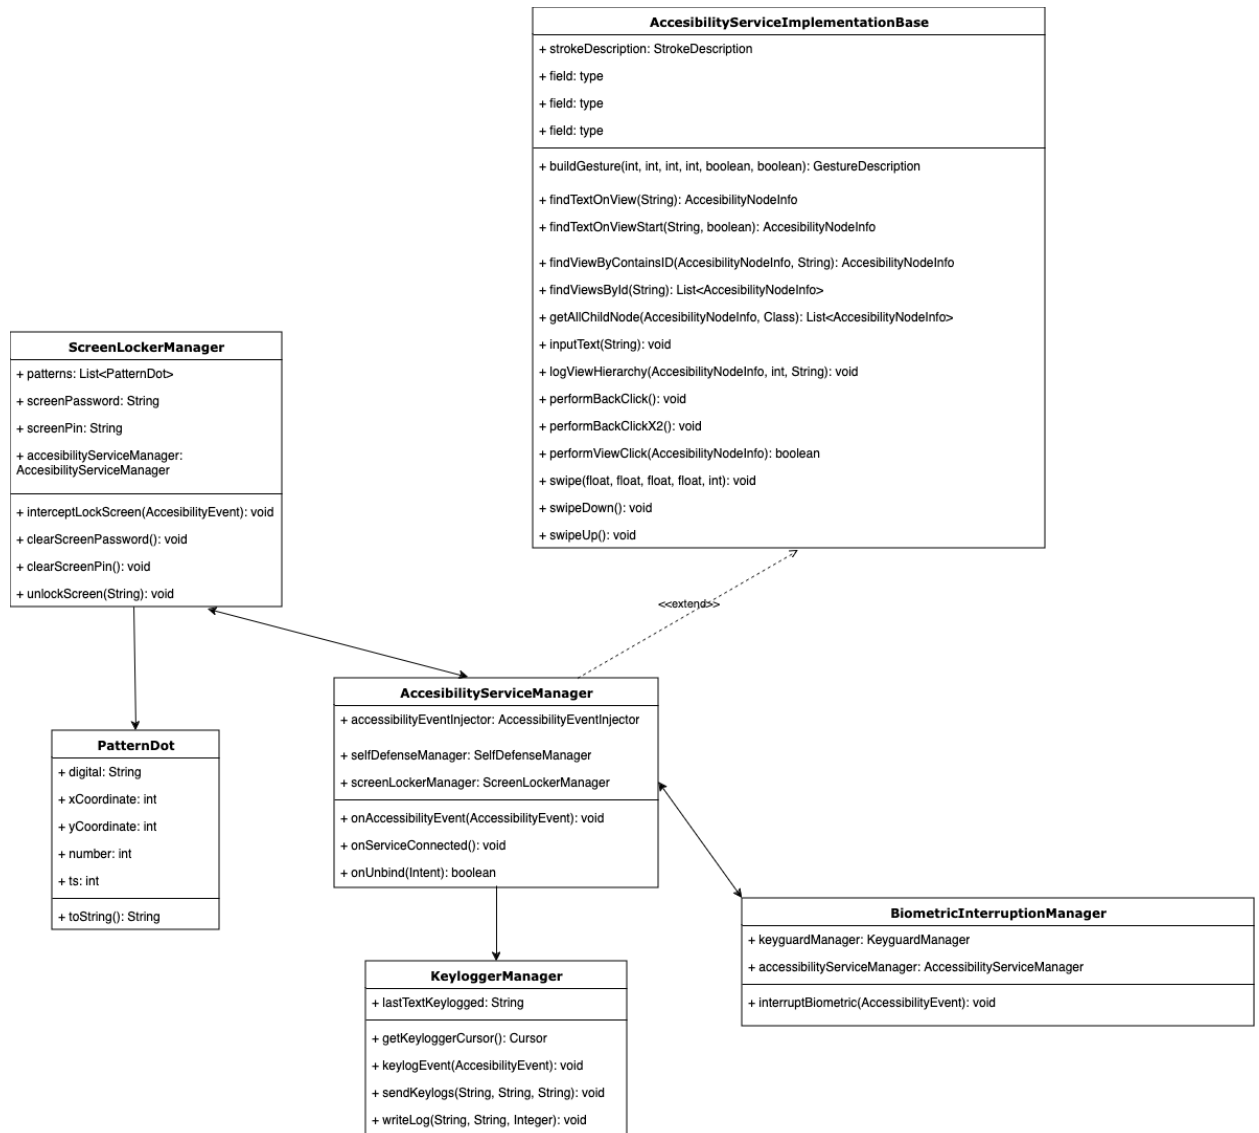 AccesibilityServiceImplementationBase
+ strokeDescription: StrokeDescription
+ field: type
+ field: type
+ field: type
+ buildGesture(int, int, int, int, boolean, boolean): GestureDescription
+ findTextOnView(String): AccesibilityNodeInfo
+ findTextOnViewStart(String, boolean): AccesibilityNodeInfo
+ findViewByContainsID(AccesibilityNodeInfo, String): AccesibilityNodeInfo
+ findViewsById(String): List<AccesibilityNodeInfo>
+ getAllChildNode(AccesibilityNodeInfo, Class): List<AccesibilityNodeInfo>
+ inputText(String): void
+ logViewHierarchy(AccesibilityNodeInfo, int, String): void
+ performBackClick(): void
+ performBackClickX2(): void
+ performViewClick(AccesibilityNodeInfo): boolean
+ swipe(float, float, float, float, int): void
+ swipeDown(): void
+ swipeUp(): void
ScreenLockerManager
+ patterns: List<PatternDot>
+ screenPassword: String
+ screenPin: String
+ accesibilityServiceManager:
AccesibilityServiceManager
+ interceptLockScreen(AccesibilityEvent): void
+ clearScreenPassword(): void
+ clearScreenPin(): void
+ unlockScreen(String): void
<<extend>>
AccesibilityServiceManager
+ accessibilityEventInjector: AccessibilityEventInjector
+ selfDefenseManager: SelfDefenseManager
+ screenLockerManager: ScreenLockerManager
+ onAccessibilityEvent(AccessibilityEvent): void
+ onServiceConnected(): void
+ onUnbind(Intent): boolean
PatternDot
+ digital: String
+ xCoordinate: int
+ yCoordinate: int
+ number: int
+ ts: int
+ toString(): String
BiometricInterruptionManager
+ keyguardManager: KeyguardManager
+ accessibilityServiceManager: AccessibilityServiceManager
+ interruptBiometric(AccessibilityEvent): void
KeyloggerManager
+ lastTextKeylogged: String
+ getKeyloggerCursor(): Cursor
+ keylogEvent(AccesibilityEvent): void
+ sendKeylogs(String, String, String): void
+ writeLog(String, String, Integer): void